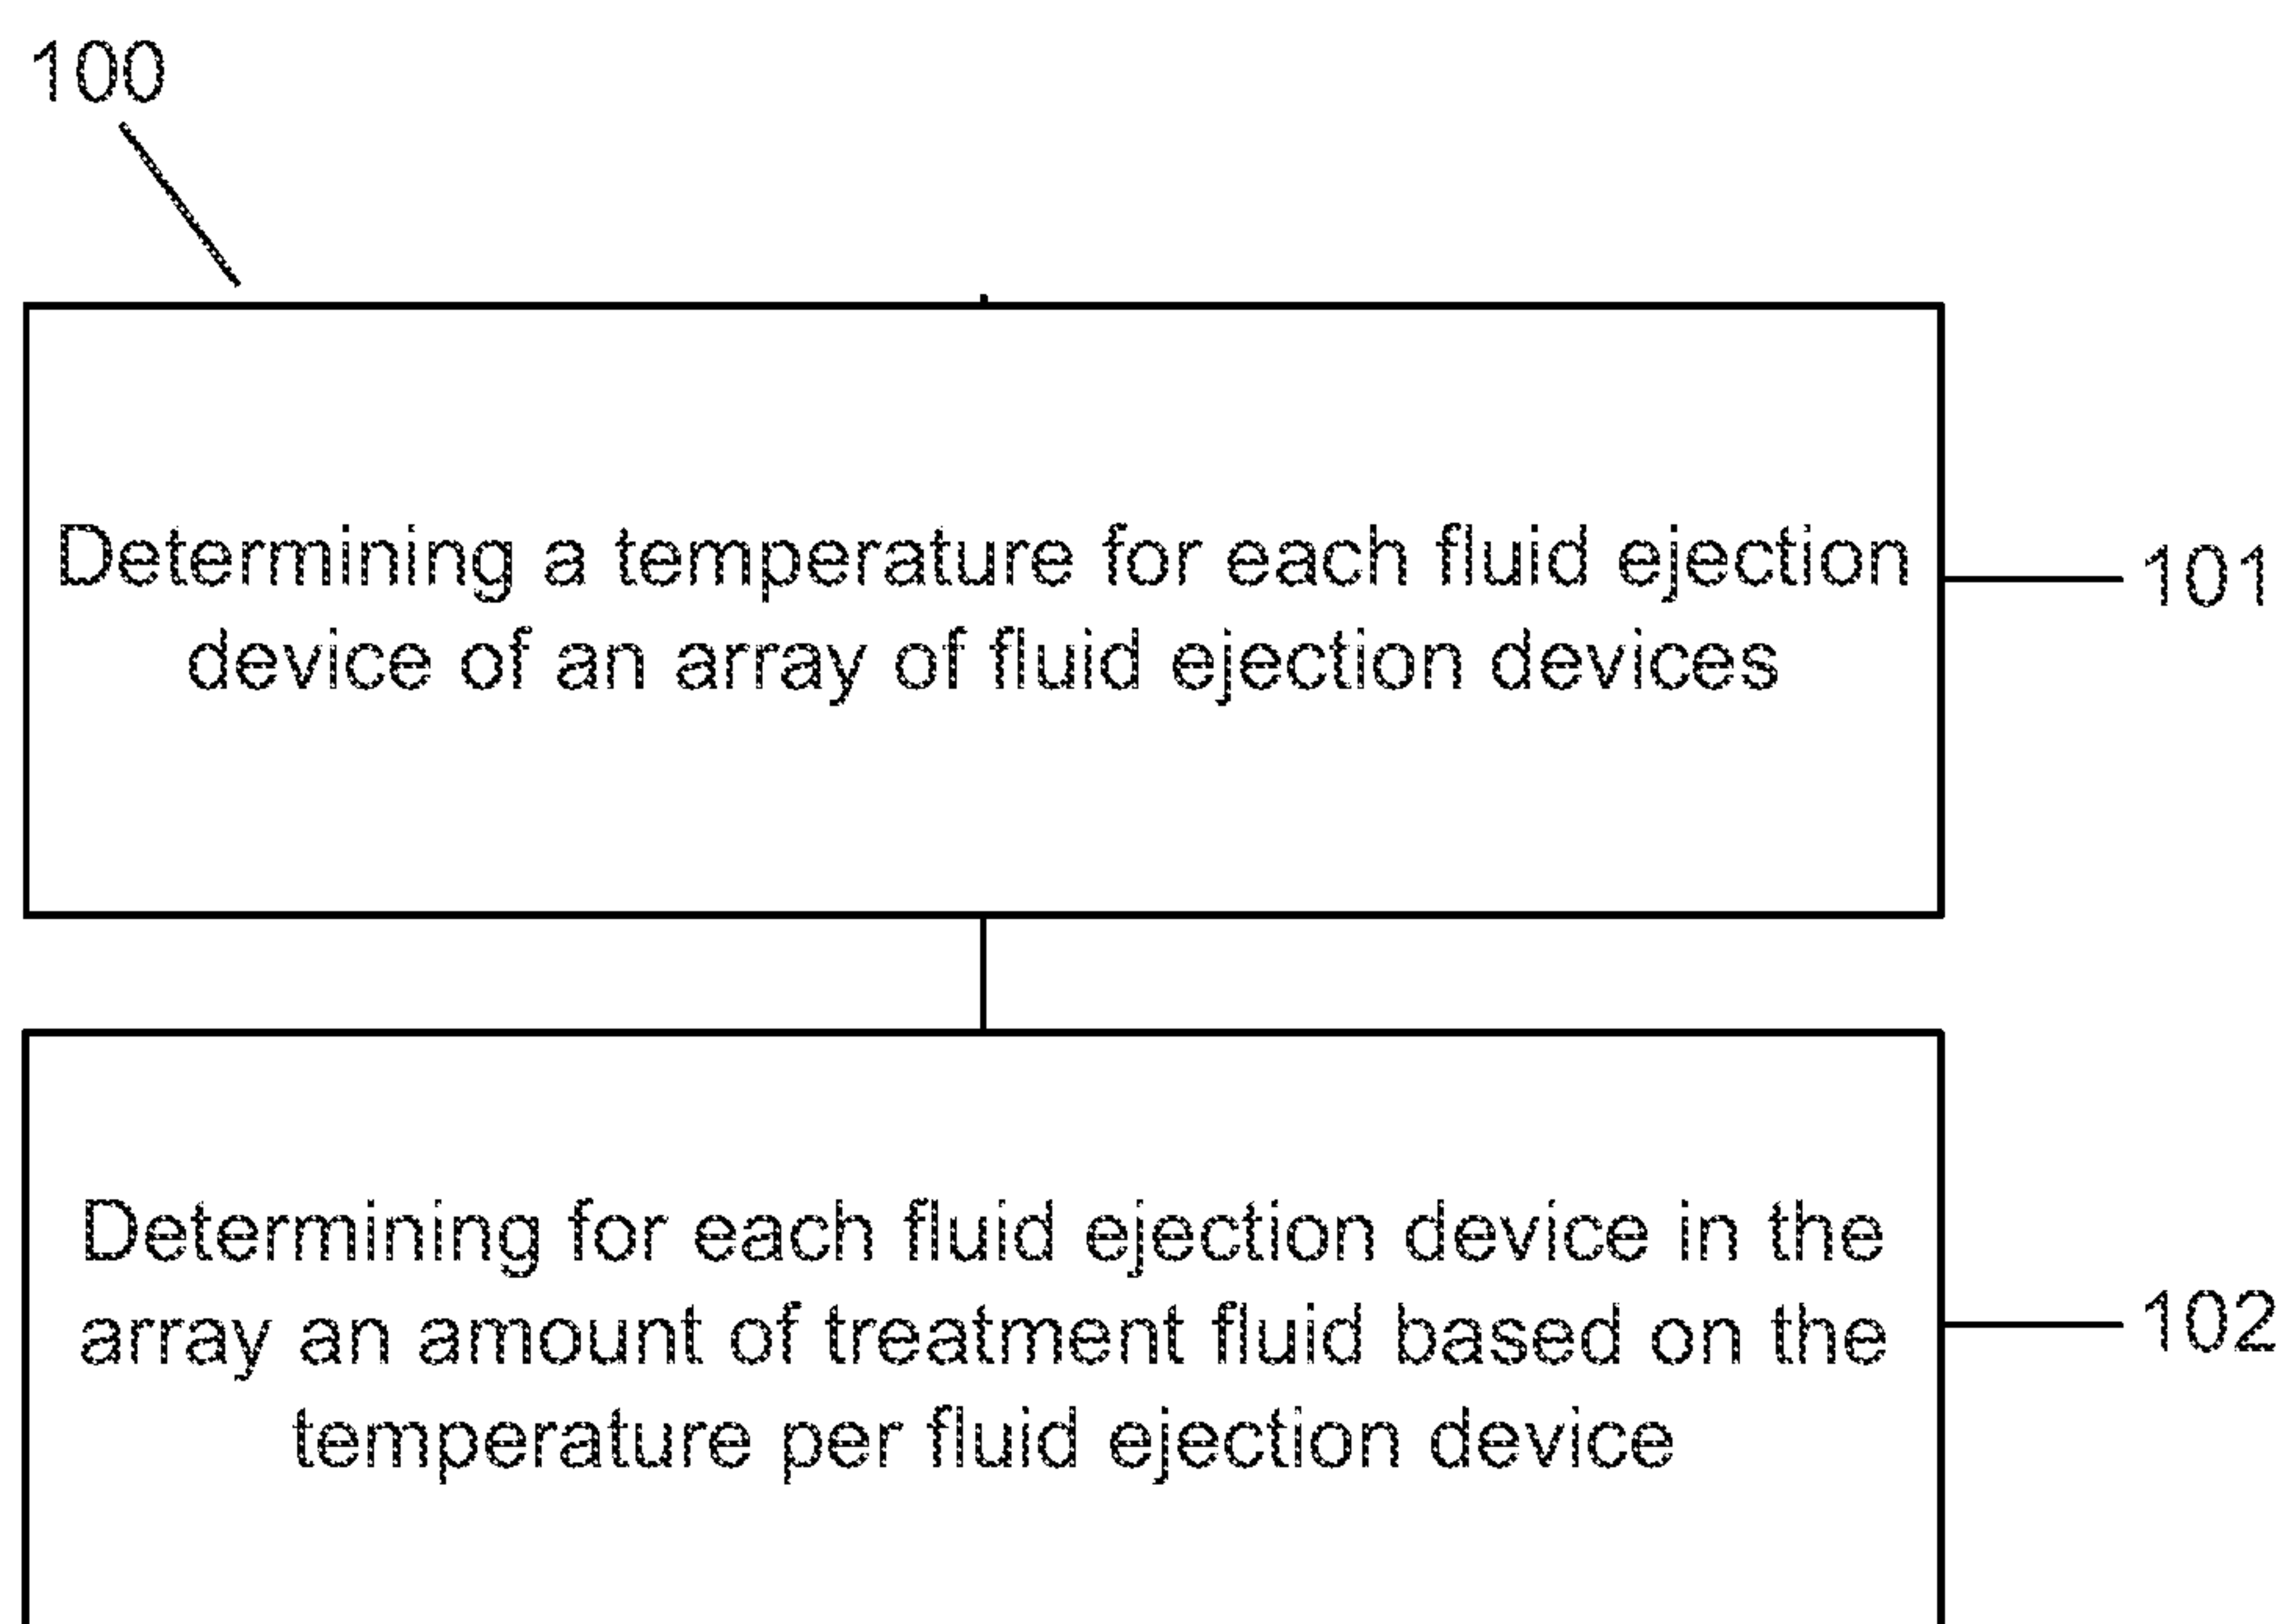 100
Determining a temperature for each fluid ejection
device of an array of fluid ejection devices
101
Determining for each fluid ejection device in the
array an amount of treatment fluid based on the
temperature per fluid ejection device
102